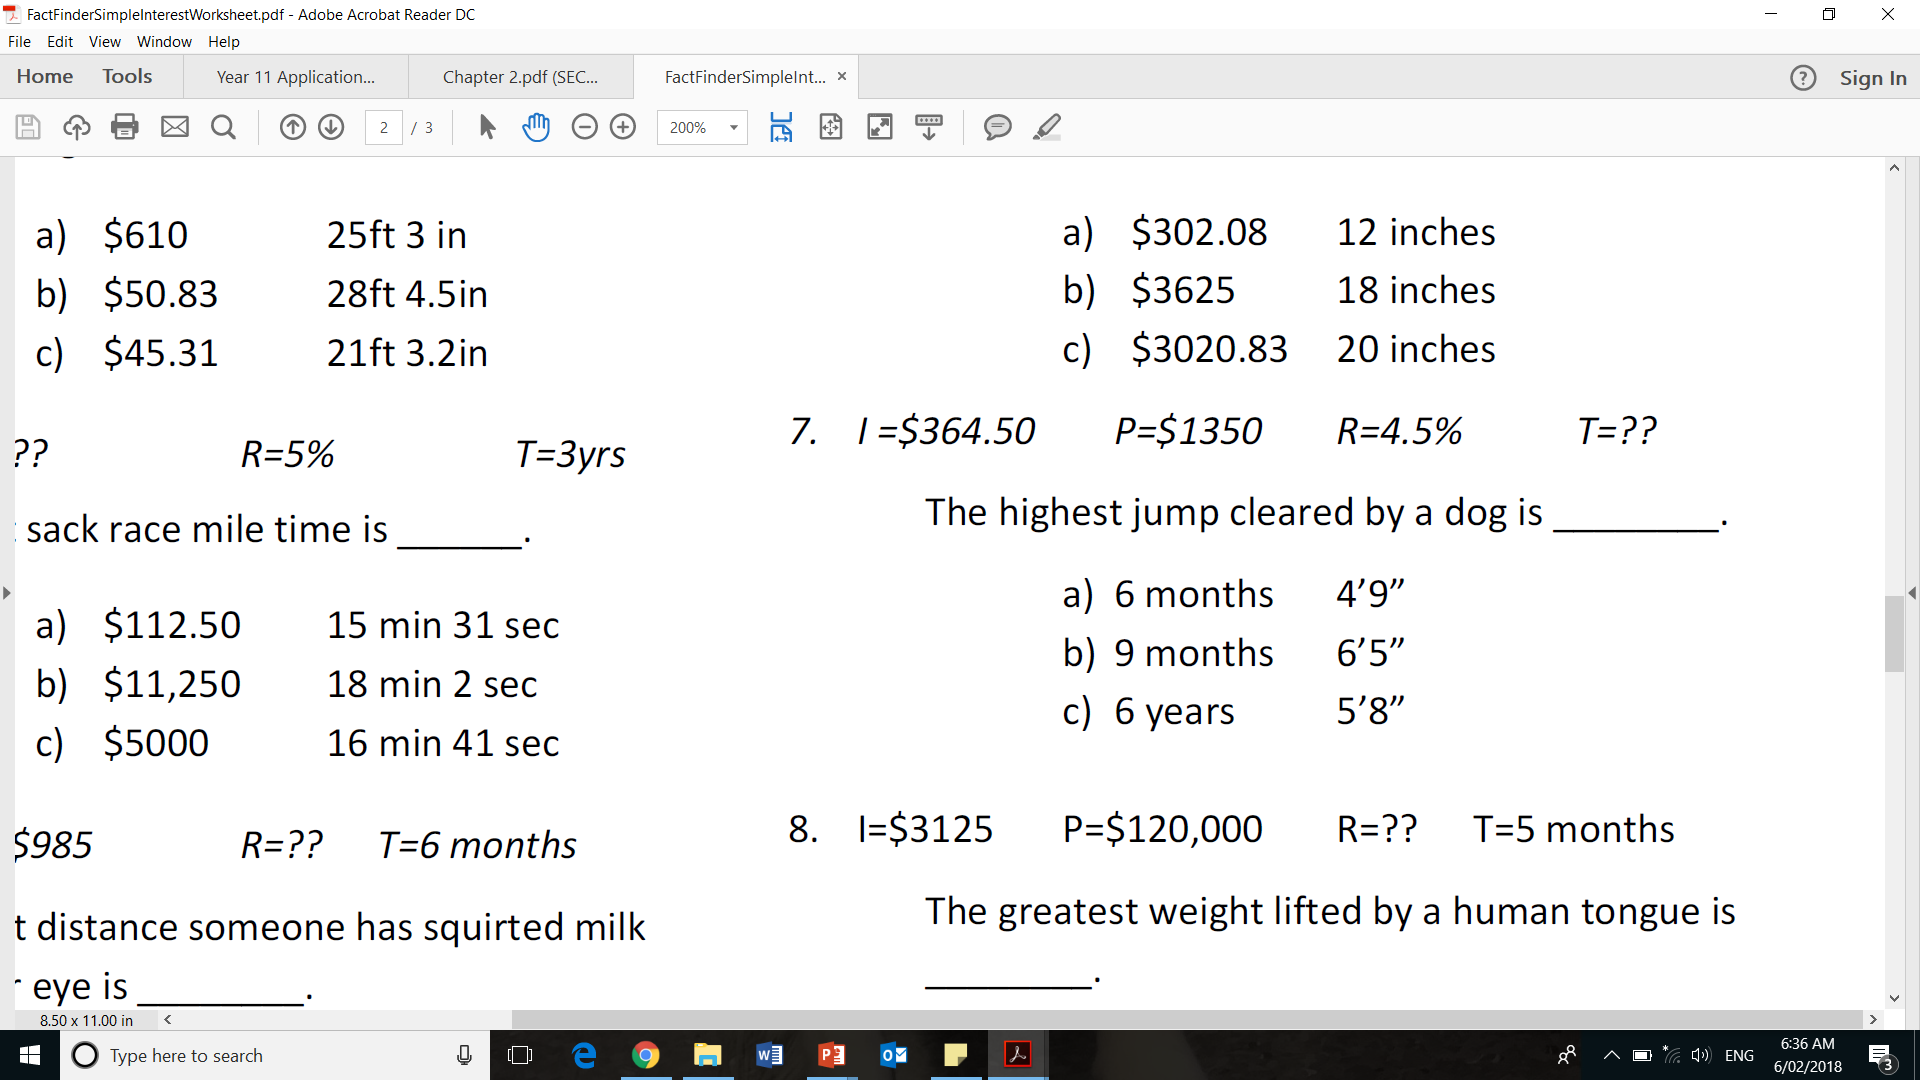 FactFinderSimpleInterestWorksheet.pdf - Adobe Acrobat Reader DC
File Edit View Window Help
Home Tools Year 11 Application... Chapter 2.pdf (SEC... FactFinderSimpleInt... × ? Sign In
2 / 3 200%
a) $610 25ft 3 in
b) $50.83 28ft 4.5in
c) $45.31 21ft 3.2in
?? R=5% T=3yrs
sack race mile time is ______.
a) $112.50 15 min 31 sec
b) $11,250 18 min 2 sec
c) $5000 16 min 41 sec
$985 R=?? T=6 months
t distance someone has squirted milk
r eye is ________.
a) $302.08 12 inches
b) $3625 18 inches
c) $3020.83 20 inches
7. I =$364.50 P=$1350 R=4.5% T=??
The highest jump cleared by a dog is ________.
a) 6 months 4’9”
b) 9 months 6’5”
c) 6 years 5’8”
8. I=$3125 P=$120,000 R=?? T=5 months
The greatest weight lifted by a human tongue is
________.
8.50 x 11.00 in
Type here to search
ENG
6:36 AM
6/02/2018
3